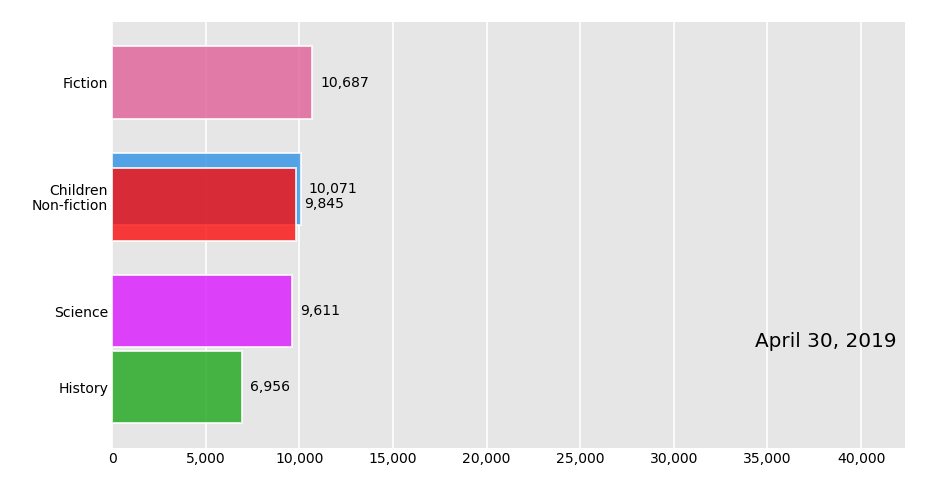 Fiction 10,687
Children 10,071
Non-fiction 9,845
Science 9,611
April 30, 2019
History 6,956
0 5,000 10,000 15,000 20,000 25,000 30,000 35,000 40,000